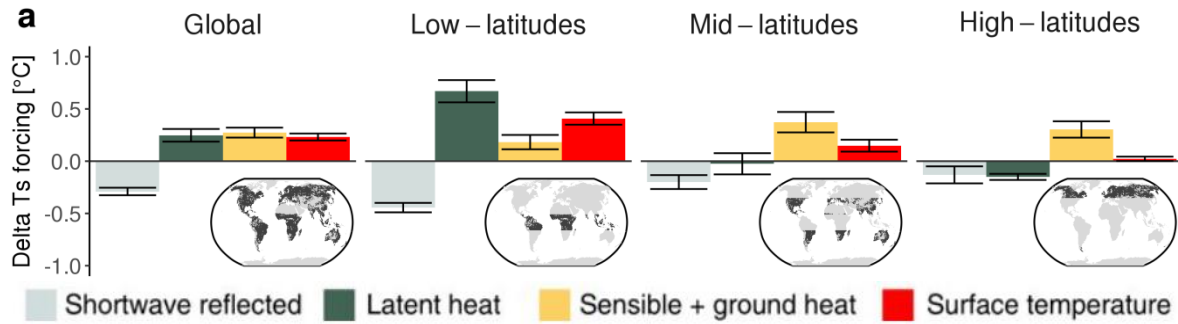 a
Global
Low – latitudes
Mid – latitudes
High – latitudes
Delta Ts forcing [°C]
1.0
0.5
0.0
-0.5
-1.0
Shortwave reflected
Latent heat
Sensible + ground heat
Surface temperature